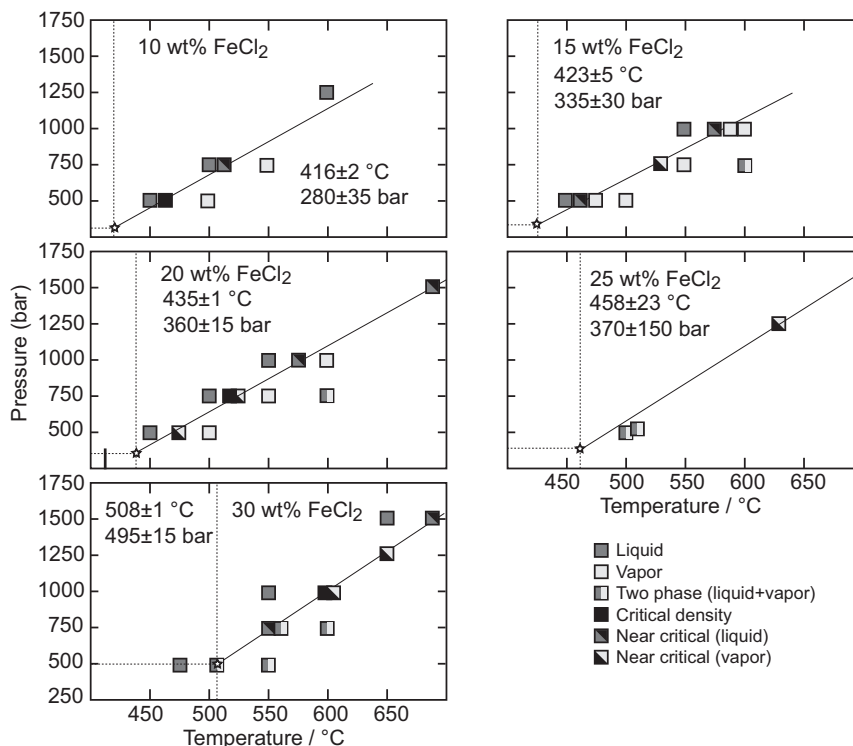 1750
1500
1250
1000
750
500
10 wt% FeCl2
416±2 °C
280±35 bar
15 wt% FeCl2
423±5 °C
335±30 bar
1750
1500
1250
1000
750
500
20 wt% FeCl2
435±1 °C
360±15 bar
25 wt% FeCl2
458±23 °C
370±150 bar
Pressure (bar)
450 500 550 600 650
Temperature / °C
1750
1500
1250
1000
750
500
250
508±1 °C
495±15 bar
30 wt% FeCl2
450 500 550 600 650
Temperature / °C
Liquid
Vapor
Two phase (liquid+vapor)
Critical density
Near critical (liquid)
Near critical (vapor)